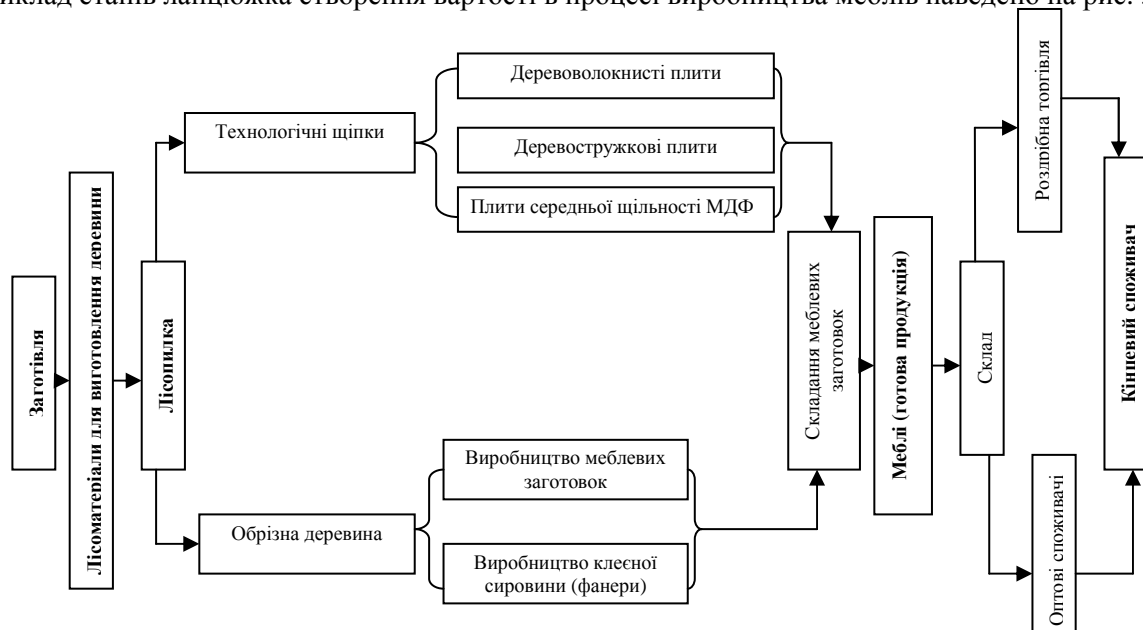 иклад станів ланцюжка створення вартості в процесі виробництва меблів наведено на рис.
Заготівля
Лісоматеріали для виготовлення деревини
Лісопилка
Технологічні щіпки
Деревоволокнисті плити
Деревостружкові плити
Плити середньої щільності МДФ
Обрізна деревина
Виробництво меблевих
заготовок
Виробництво клеєної
сировини (фанери)
Складання меблевих
заготовок
Меблі (готова продукція)
Склад
Роздрібна торгівля
Оптові споживачі
Кінцевий споживач